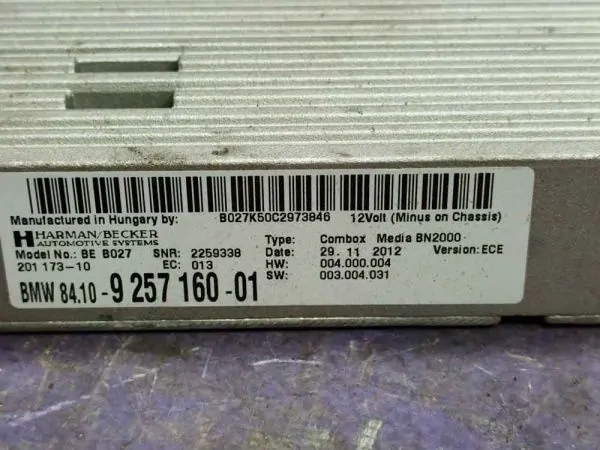 B027K50C2973846
Manufactured in Hungary by: 12Volt (Minus on Chassis)
HARMAN/BECKER
AUTOMOTIVE SYSTEMS
Model No.: BE B027 SNR: 2259338
201 173-10 EC: 013
Type: Combox Media BN2000
Date: 29. 11 2012 Version: ECE
HW: 004.000.004
SW: 003.004.031
BMW 84.10 - 9 257 160 - 01